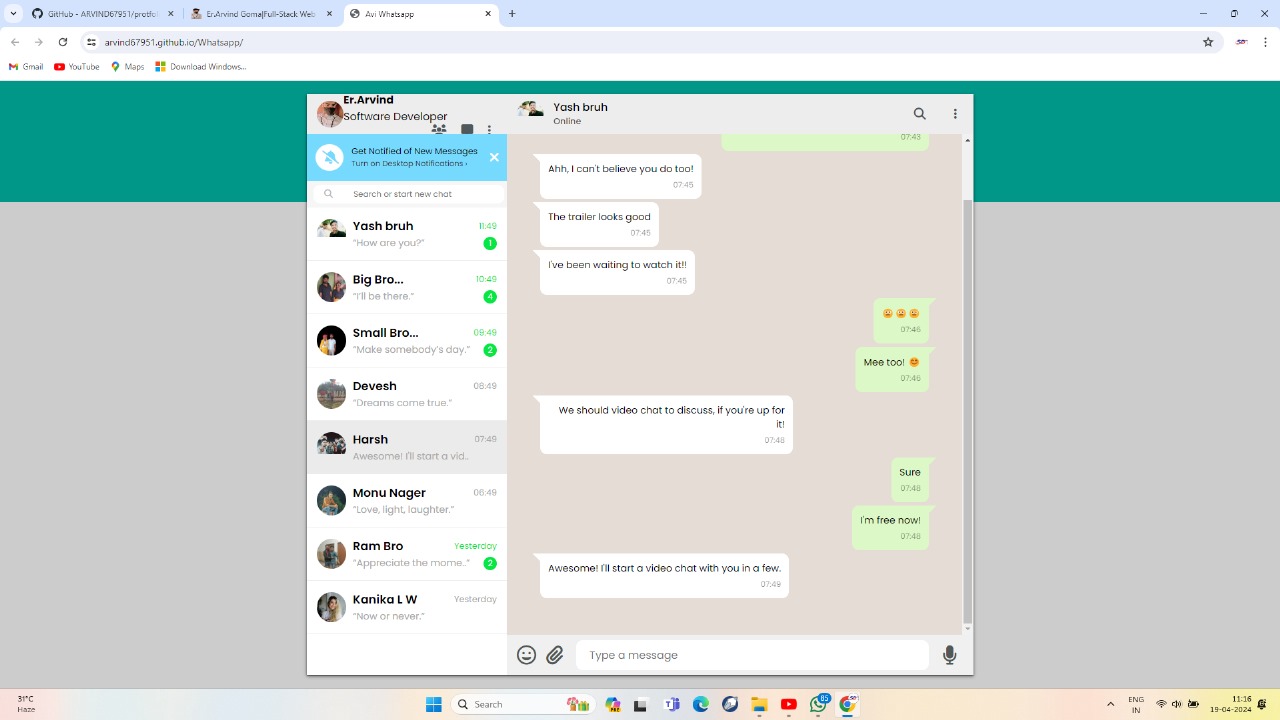 GitHub - ARVIND67951/protfol
Er.Arvind Goma|Full-Stack Web
Avi Whatsapp
arvind67951.github.io/Whatsapp/
Gmail
YouTube
Maps
Download Windows...
Er.Arvind
Software Developer
Get Notified of New Messages
Turn on Desktop Notifications ›
Search or start new chat
Yash bruh 11:49
“How are you?” 1
Big Bro... 10:49
“I'll be there.” 4
Small Bro... 09:49
“Make somebody's day.” 2
Devesh 08:49
“Dreams come true.”
Harsh 07:49
Awesome! I'll start a vid..
Monu Nager 06:49
“Love, light, laughter.”
Ram Bro Yesterday
“Appreciate the mome..” 2
Kanika L W Yesterday
“Now or never.”
Yash bruh
Online
07:43
Ahh, I can't believe you do too!
07:45
The trailer looks good
07:45
I've been waiting to watch it!!
07:45
😩 😩 😩
07:46
Mee too! 😊
07:46
We should video chat to discuss, if you're up for
it!
07:48
Sure
07:48
I'm free now!
07:48
Awesome! I'll start a video chat with you in a few.
07:49
Type a message
31°C
Haze
Search
85
ENG
IN
11:16
19-04-2024